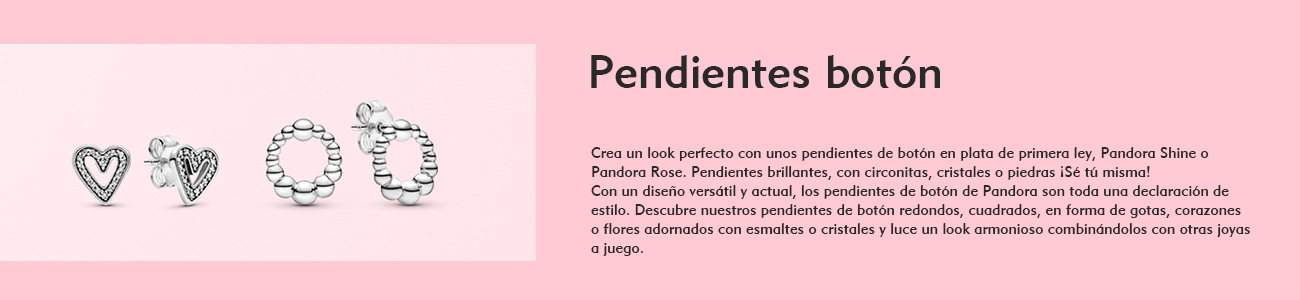 Pendientes botón
Crea un look perfecto con unos pendientes de botón en plata de primera ley, Pandora Shine o
Pandora Rose. Pendientes brillantes, con circonitas, cristales o piedras ¡Sé tú misma!
Con un diseño versátil y actual, los pendientes de botón de Pandora son toda una declaración de
estilo. Descubre nuestros pendientes de botón redondos, cuadrados, en forma de gotas, corazones
o flores adornados con esmaltes o cristales y luce un look armonioso combinándolos con otras joyas
a juego.